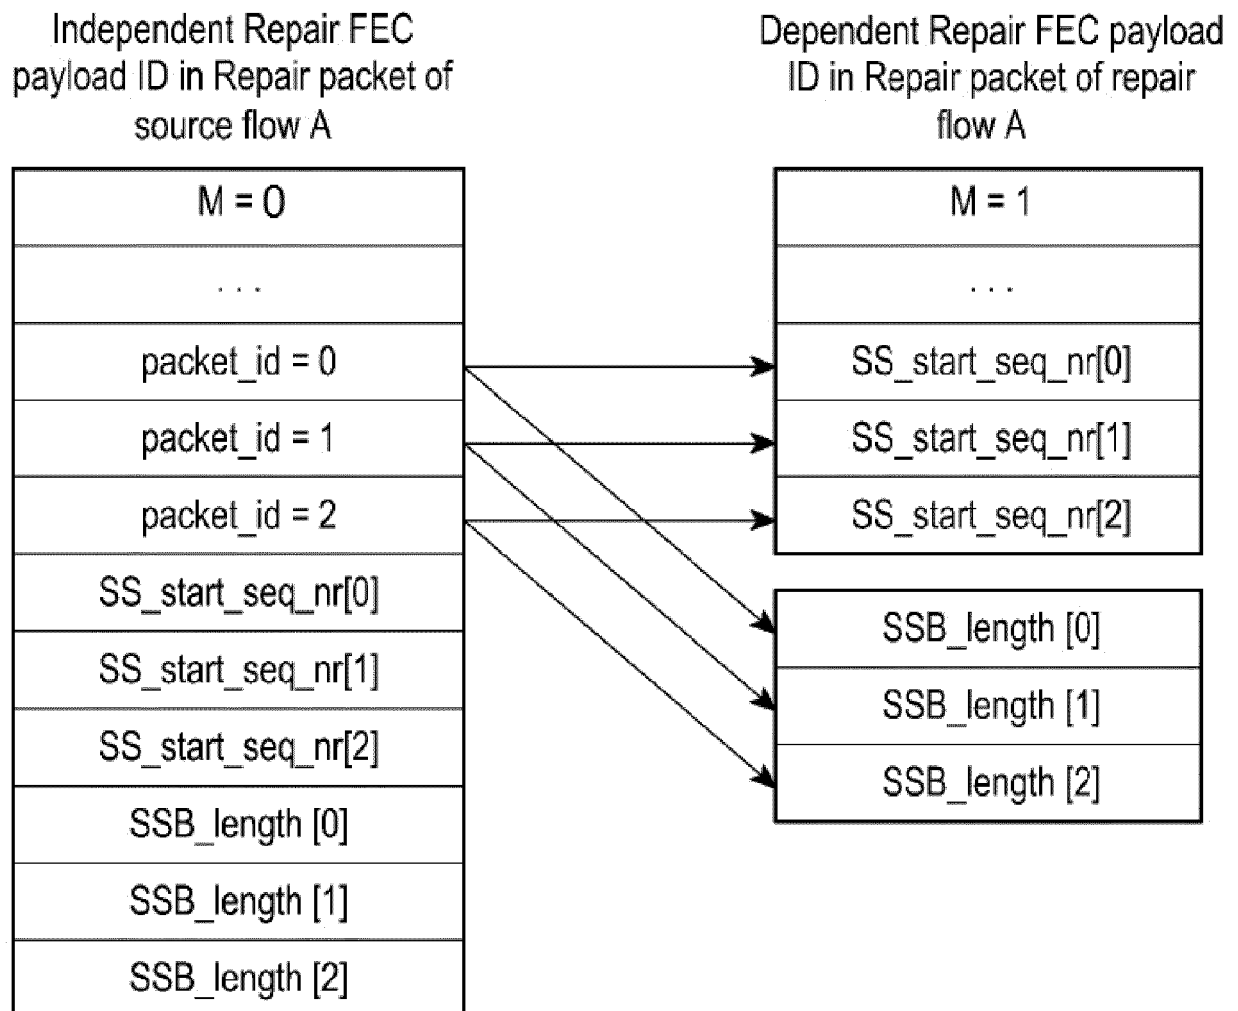 Independent Repair FEC
payload ID in Repair packet of
source flow A
M = 0
. . .
packet_id = 0
packet_id = 1
packet_id = 2
SS_start_seq_nr[0]
SS_start_seq_nr[1]
SS_start_seq_nr[2]
SSB_length [0]
SSB_length [1]
SSB_length [2]
Dependent Repair FEC payload
ID in Repair packet of repair
flow A
M = 1
. . .
SS_start_seq_nr[0]
SS_start_seq_nr[1]
SS_start_seq_nr[2]
SSB_length [0]
SSB_length [1]
SSB_length [2]